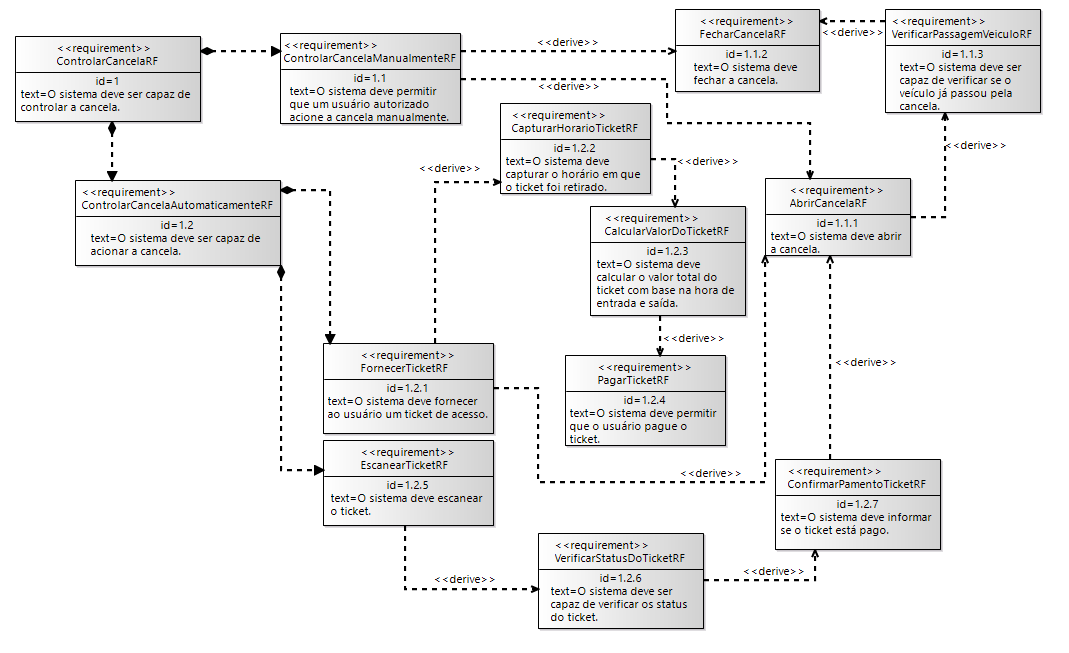 <<requirement>>
ControlarCancelaRF
id=1
text=O sistema deve ser capaz de
controlar a cancela.
<<requirement>>
ControlarCancelaManualmenteRF
id=1.1
text=O sistema deve permitir
que um usuário autorizado
acione a cancela manualmente.
<<derive>>
<<derive>>
<<requirement>>
FecharCancelaRF
id=1.1.2
text=O sistema deve
fechar a cancela.
<<derive>>
<<requirement>>
VerificarPassagemVeiculoRF
id=1.1.3
text=O sistema deve ser
capaz de verificar se o
veículo já passou pela
cancela.
<<derive>>
<<requirement>>
CapturarHorarioTicketRF
id=1.2.2
text=O sistema deve
capturar o horário em que
o ticket foi retirado.
<<derive>>
<<derive>>
<<requirement>>
ControlarCancelaAutomaticamenteRF
id=1.2
text=O sistema deve ser capaz de
acionar a cancela.
<<requirement>>
AbrirCancelaRF
id=1.1.1
text=O sistema deve abrir
a cancela.
<<requirement>>
CalcularValorDoTicketRF
id=1.2.3
text=O sistema deve
calcular o valor total do
ticket com base na hora de
entrada e saída.
<<derive>>
<<requirement>>
FornecerTicketRF
id=1.2.1
text=O sistema deve fornecer
ao usuário um ticket de acesso.
<<requirement>>
PagarTicketRF
id=1.2.4
text=O sistema deve permitir
que o usuário pague o
ticket.
<<derive>>
<<derive>>
<<requirement>>
EscanearTicketRF
id=1.2.5
text=O sistema deve escanear
o ticket.
<<requirement>>
ConfirmarPamentoTicketRF
id=1.2.7
text=O sistema deve informar
se o ticket está pago.
<<derive>>
<<requirement>>
VerificarStatusDoTicketRF
id=1.2.6
text=O sistema deve ser
capaz de verificar os status
do ticket.
<<derive>>